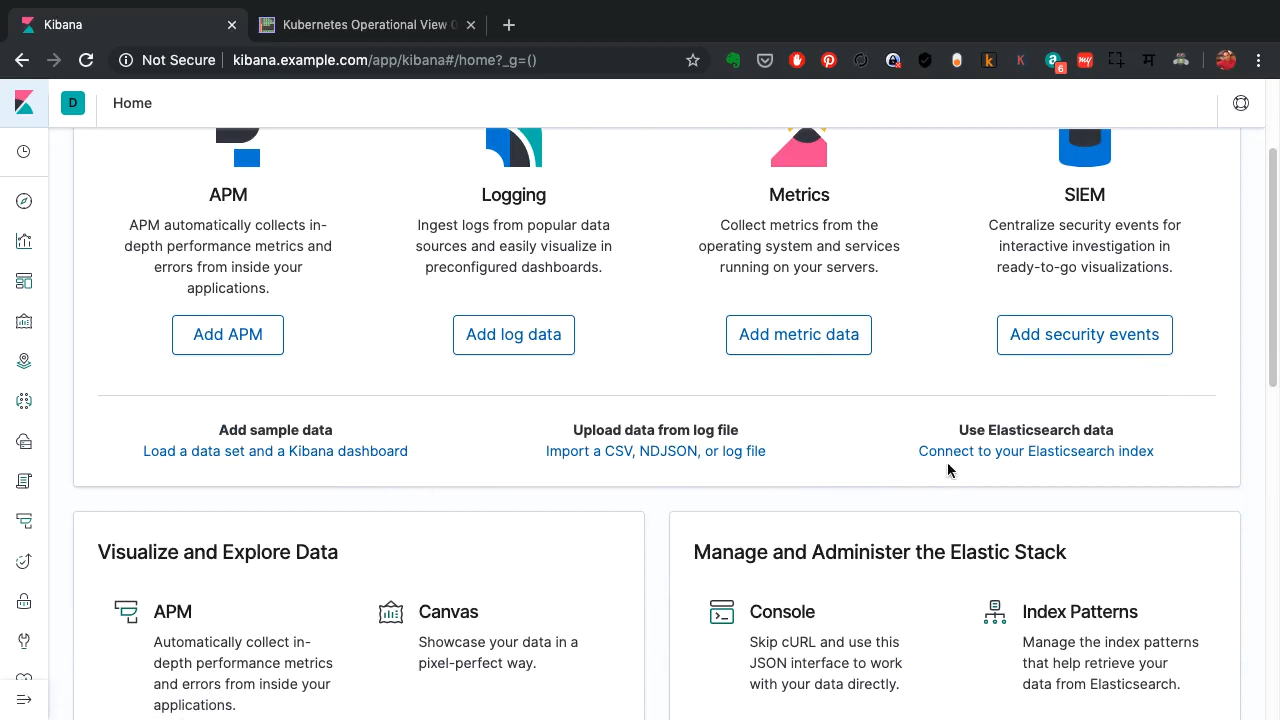 Kibana
Kubernetes Operational View
Not Secure
kibana.example.com/app/kibana#/home?_g=()
6
D
Home
APM
APM automatically collects in-
depth performance metrics and
errors from inside your
applications.
Add APM
Logging
Ingest logs from popular data
sources and easily visualize in
preconfigured dashboards.
Add log data
Metrics
Collect metrics from the
operating system and services
running on your servers.
Add metric data
SIEM
Centralize security events for
interactive investigation in
ready-to-go visualizations.
Add security events
Add sample data
Load a data set and a Kibana dashboard
Upload data from log file
Import a CSV, NDJSON, or log file
Use Elasticsearch data
Connect to your Elasticsearch index
Visualize and Explore Data
APM
Automatically collect in-
depth performance metrics
and errors from inside your
applications.
Canvas
Showcase your data in a
pixel-perfect way.
Manage and Administer the Elastic Stack
Console
Skip cURL and use this
JSON interface to work
with your data directly.
Index Patterns
Manage the index patterns
that help retrieve your
data from Elasticsearch.